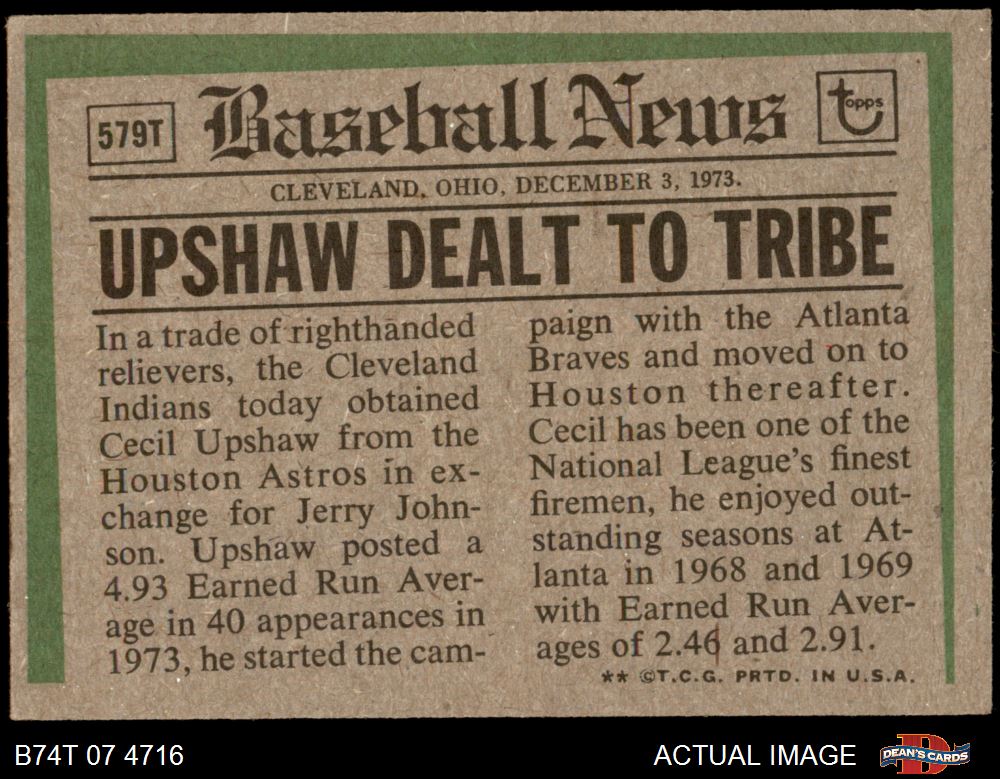 579T
Baseball News
topps
CLEVELAND, OHIO, DECEMBER 3, 1973.
UPSHAW DEALT TO TRIBE
In a trade of righthanded
relievers, the Cleveland
Indians today obtained
Cecil Upshaw from the
Houston Astros in ex-
change for Jerry John-
son. Upshaw posted a
4.93 Earned Run Aver-
age in 40 appearances in
1973, he started the cam-
paign with the Atlanta
Braves and moved on to
Houston thereafter.
Cecil has been one of the
National League's finest
firemen, he enjoyed out-
standing seasons at At-
lanta in 1968 and 1969
with Earned Run Aver-
ages of 2.46 and 2.91.
** ©T.C.G. PRTD. IN U.S.A.
B74T 07 4716
ACTUAL IMAGE
DEAN'S CARDS